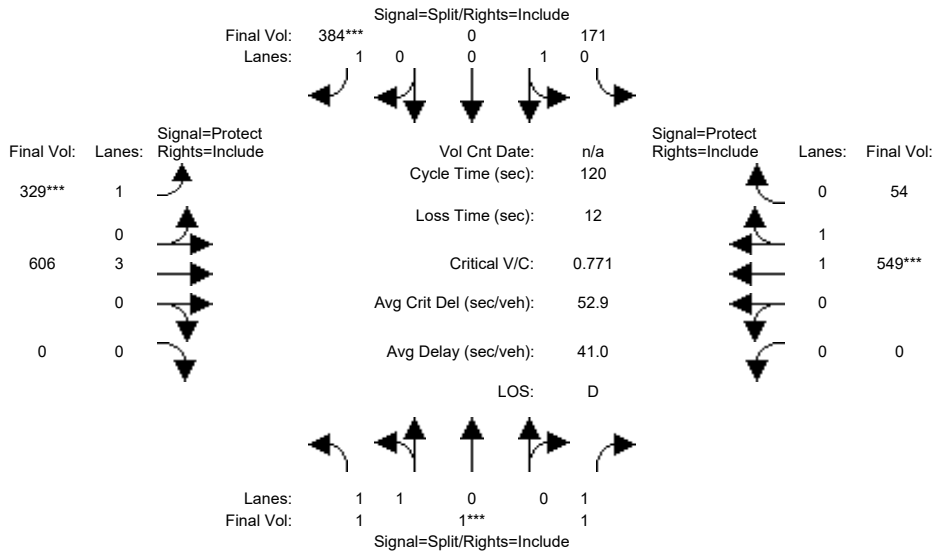 Signal=Split/Rights=Include
Final Vol: 384*** 0 171
Lanes: 1 0 0 1 0
Signal=Protect
Final Vol: Lanes: Rights=Include
Vol Cnt Date: n/a
Signal=Protect
Rights=Include Lanes: Final Vol:
Cycle Time (sec): 120
329*** 1
0 54
Loss Time (sec): 12
0
1
606 3
Critical V/C: 0.771
1 549***
0
Avg Crit Del (sec/veh): 52.9
0
0 0
Avg Delay (sec/veh): 41.0
0 0
LOS: D
Lanes: 1 1 0 0 1
Final Vol: 1 1*** 1
Signal=Split/Rights=Include